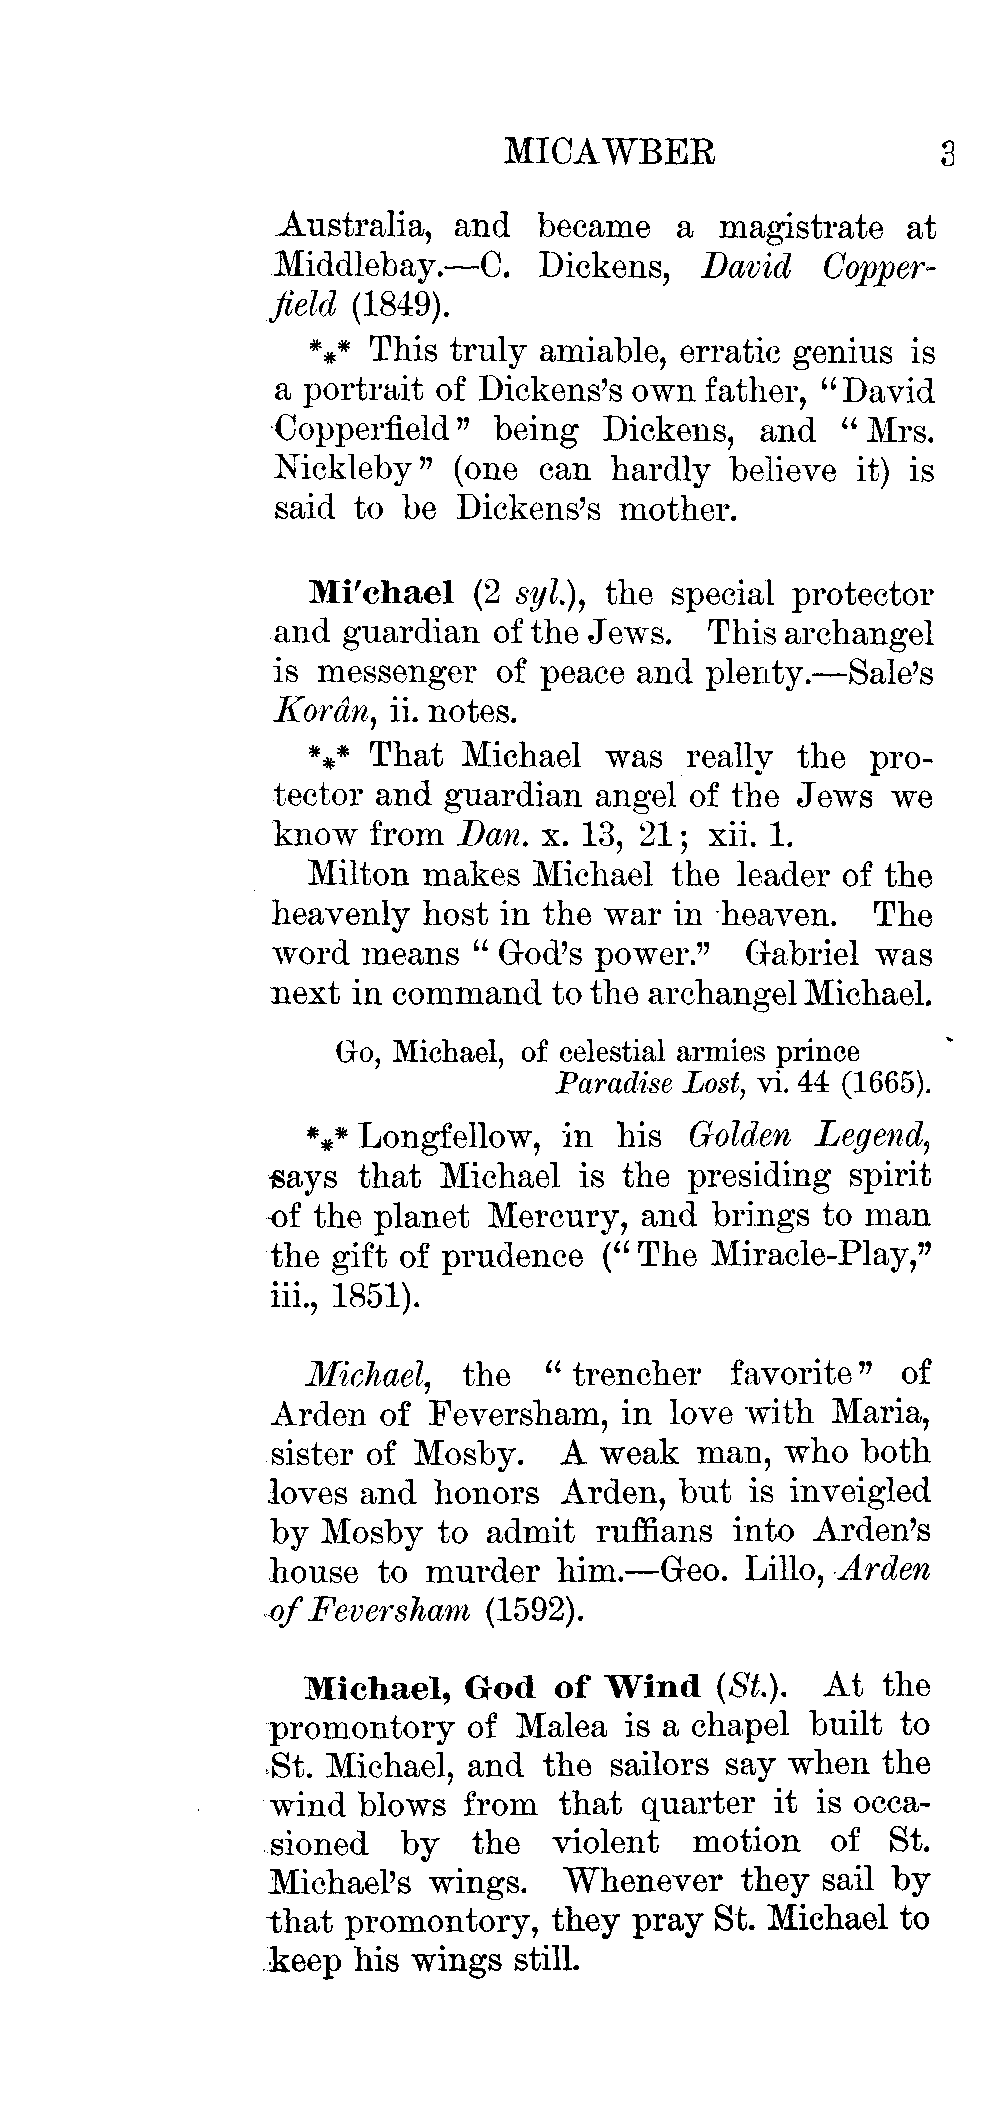 MICAWBER 3
Australia, and became a magistrate at
Middlebay.—C. Dickens, David Copper-
field (1849).
*⁎* This truly amiable, erratic genius is
a portrait of Dickens's own father, “David
Copperfield” being Dickens, and “Mrs.
Nickleby” (one can hardly believe it) is
said to be Dickens's mother.
Mi'chael (2 syl.), the special protector
and guardian of the Jews. This archangel
is messenger of peace and plenty.—Sale's
Korân, ii. notes.
*⁎* That Michael was really the pro-
tector and guardian angel of the Jews we
know from Dan. x. 13, 21; xii. 1.
Milton makes Michael the leader of the
heavenly host in the war in heaven. The
word means “God's power.” Gabriel was
next in command to the archangel Michael.
Go, Michael, of celestial armies prince
Paradise Lost, vi. 44 (1665).
*⁎* Longfellow, in his Golden Legend,
says that Michael is the presiding spirit
of the planet Mercury, and brings to man
the gift of prudence (“The Miracle-Play,”
iii., 1851).
Michael, the “trencher favorite” of
Arden of Feversham, in love with Maria,
sister of Mosby. A weak man, who both
loves and honors Arden, but is inveigled
by Mosby to admit ruffians into Arden's
house to murder him.—Geo. Lillo, Arden
of Feversham (1592).
Michael, God of Wind (St.). At the
promontory of Malea is a chapel built to
St. Michael, and the sailors say when the
wind blows from that quarter it is occa-
sioned by the violent motion of St.
Michael's wings. Whenever they sail by
that promontory, they pray St. Michael to
keep his wings still.